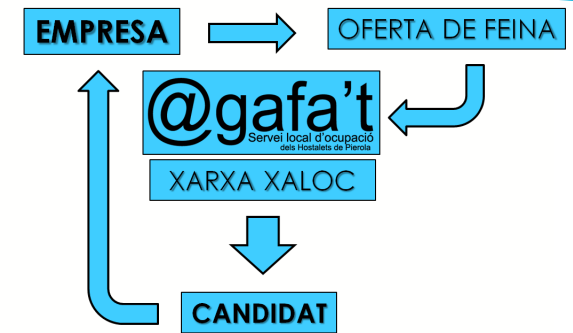 EMPRESA
OFERTA DE FEINA
@gafa't
Servei local d'ocupació
dels Hostalets de Pierola
XARXA XALOC
CANDIDAT